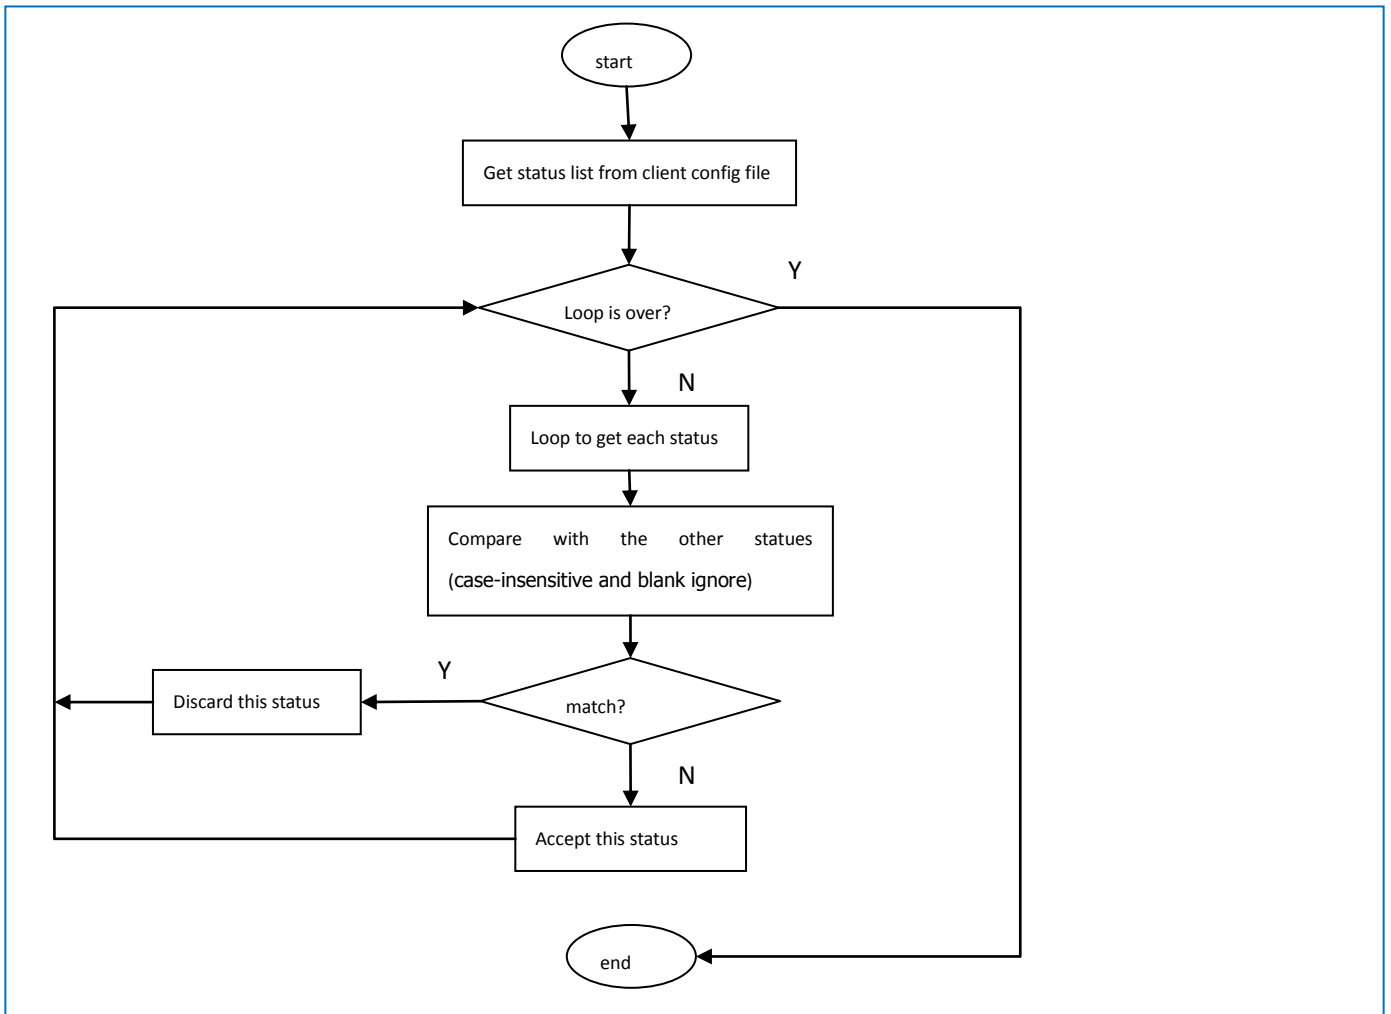 start
Get status list from client config file
Y
Loop is over?
N
Loop to get each status
Compare with the other statues
(case-insensitive and blank ignore)
Y
Discard this status
match?
N
Accept this status
end